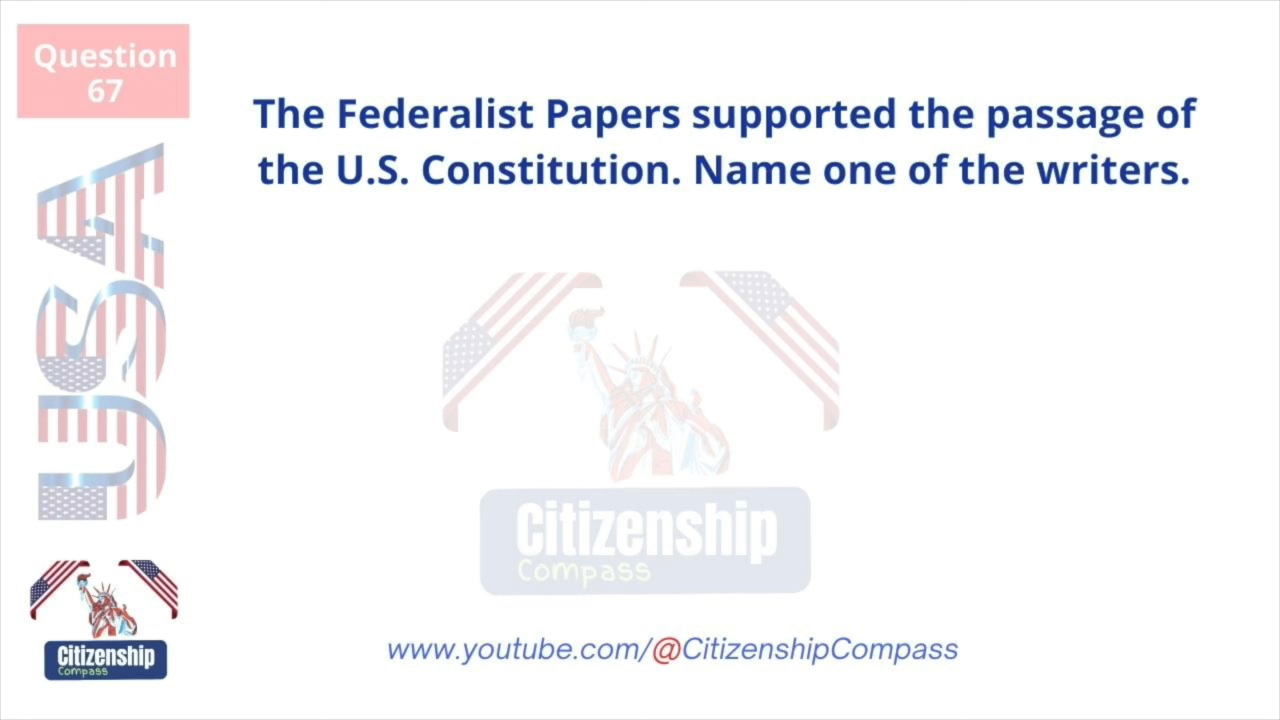 Question
67
The Federalist Papers supported the passage of
the U.S. Constitution. Name one of the writers.
USA
Citizenship
Compass
Citizenship
Compass
www.youtube.com/@CitizenshipCompass